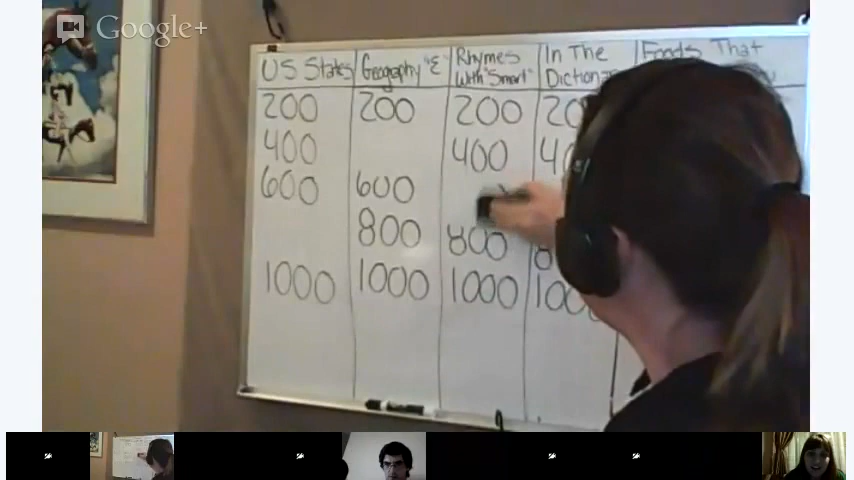 Google+
US States Geography "E" Rhymes With "Smart" In The Foods That
200 200 200
400 400
600 600
800 800
1000 1000 1000